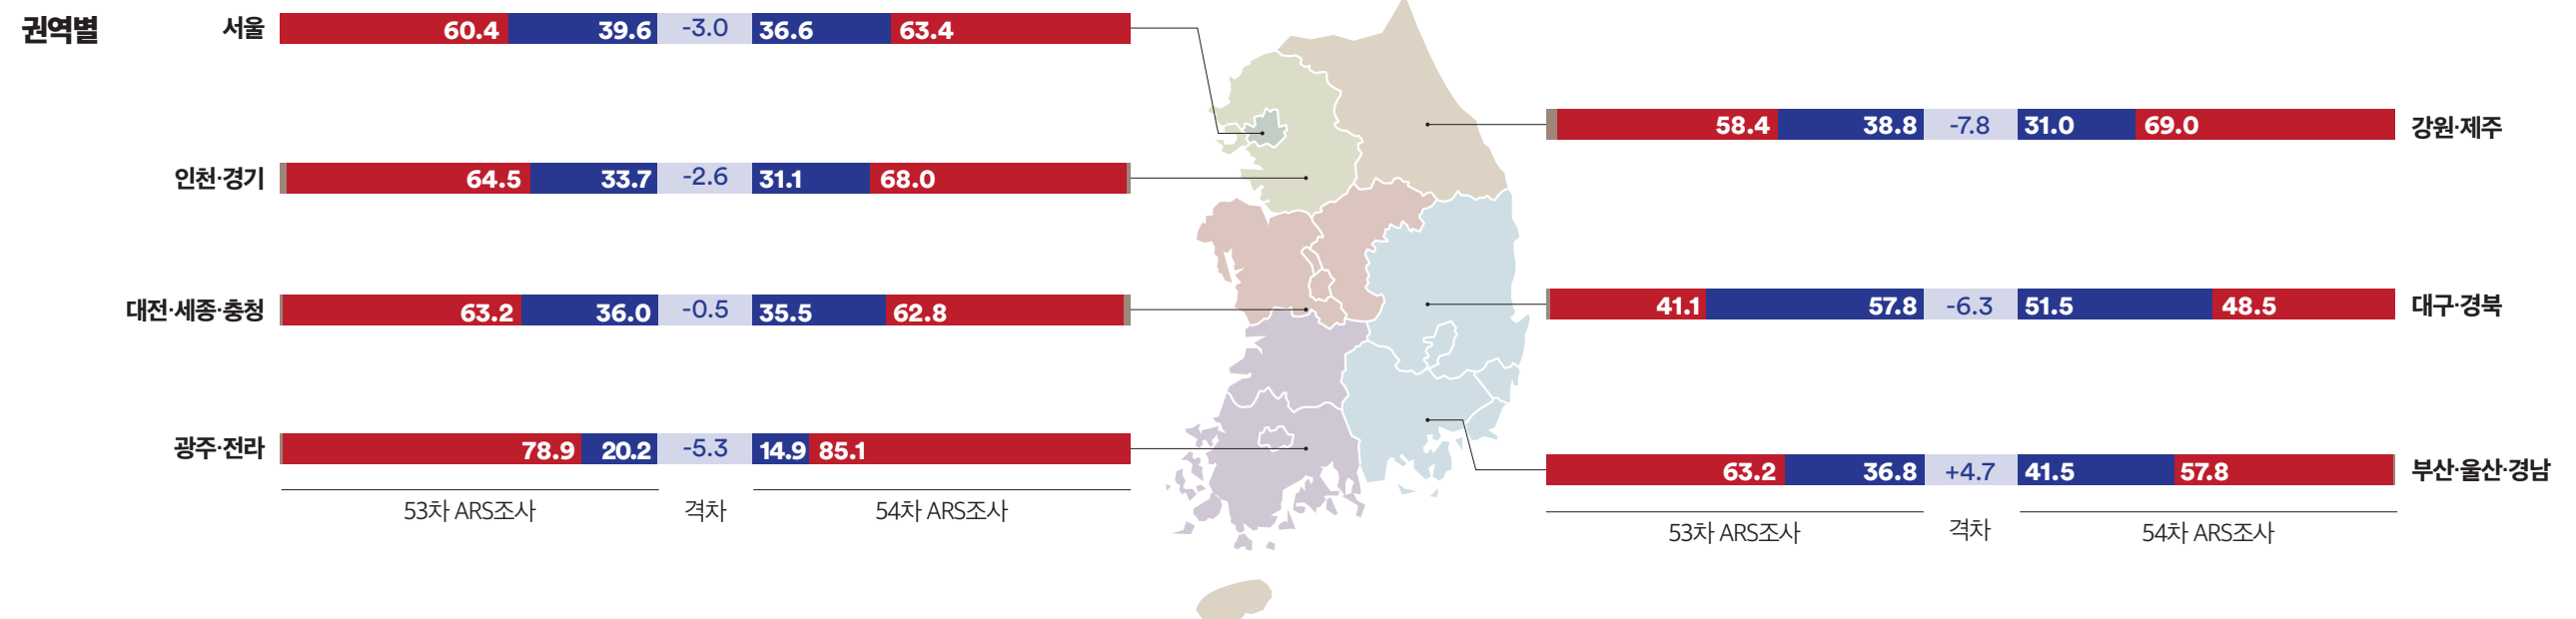 권역별
서울 60.4 39.6 -3.0 36.6 63.4
인천·경기 64.5 33.7 -2.6 31.1 68.0
대전·세종·충청 63.2 36.0 -0.5 35.5 62.8
광주·전라 78.9 20.2 -5.3 14.9 85.1
53차 ARS조사 격차 54차 ARS조사
58.4 38.8 -7.8 31.0 69.0 강원·제주
41.1 57.8 -6.3 51.5 48.5 대구·경북
63.2 36.8 +4.7 41.5 57.8 부산·울산·경남
53차 ARS조사 격차 54차 ARS조사